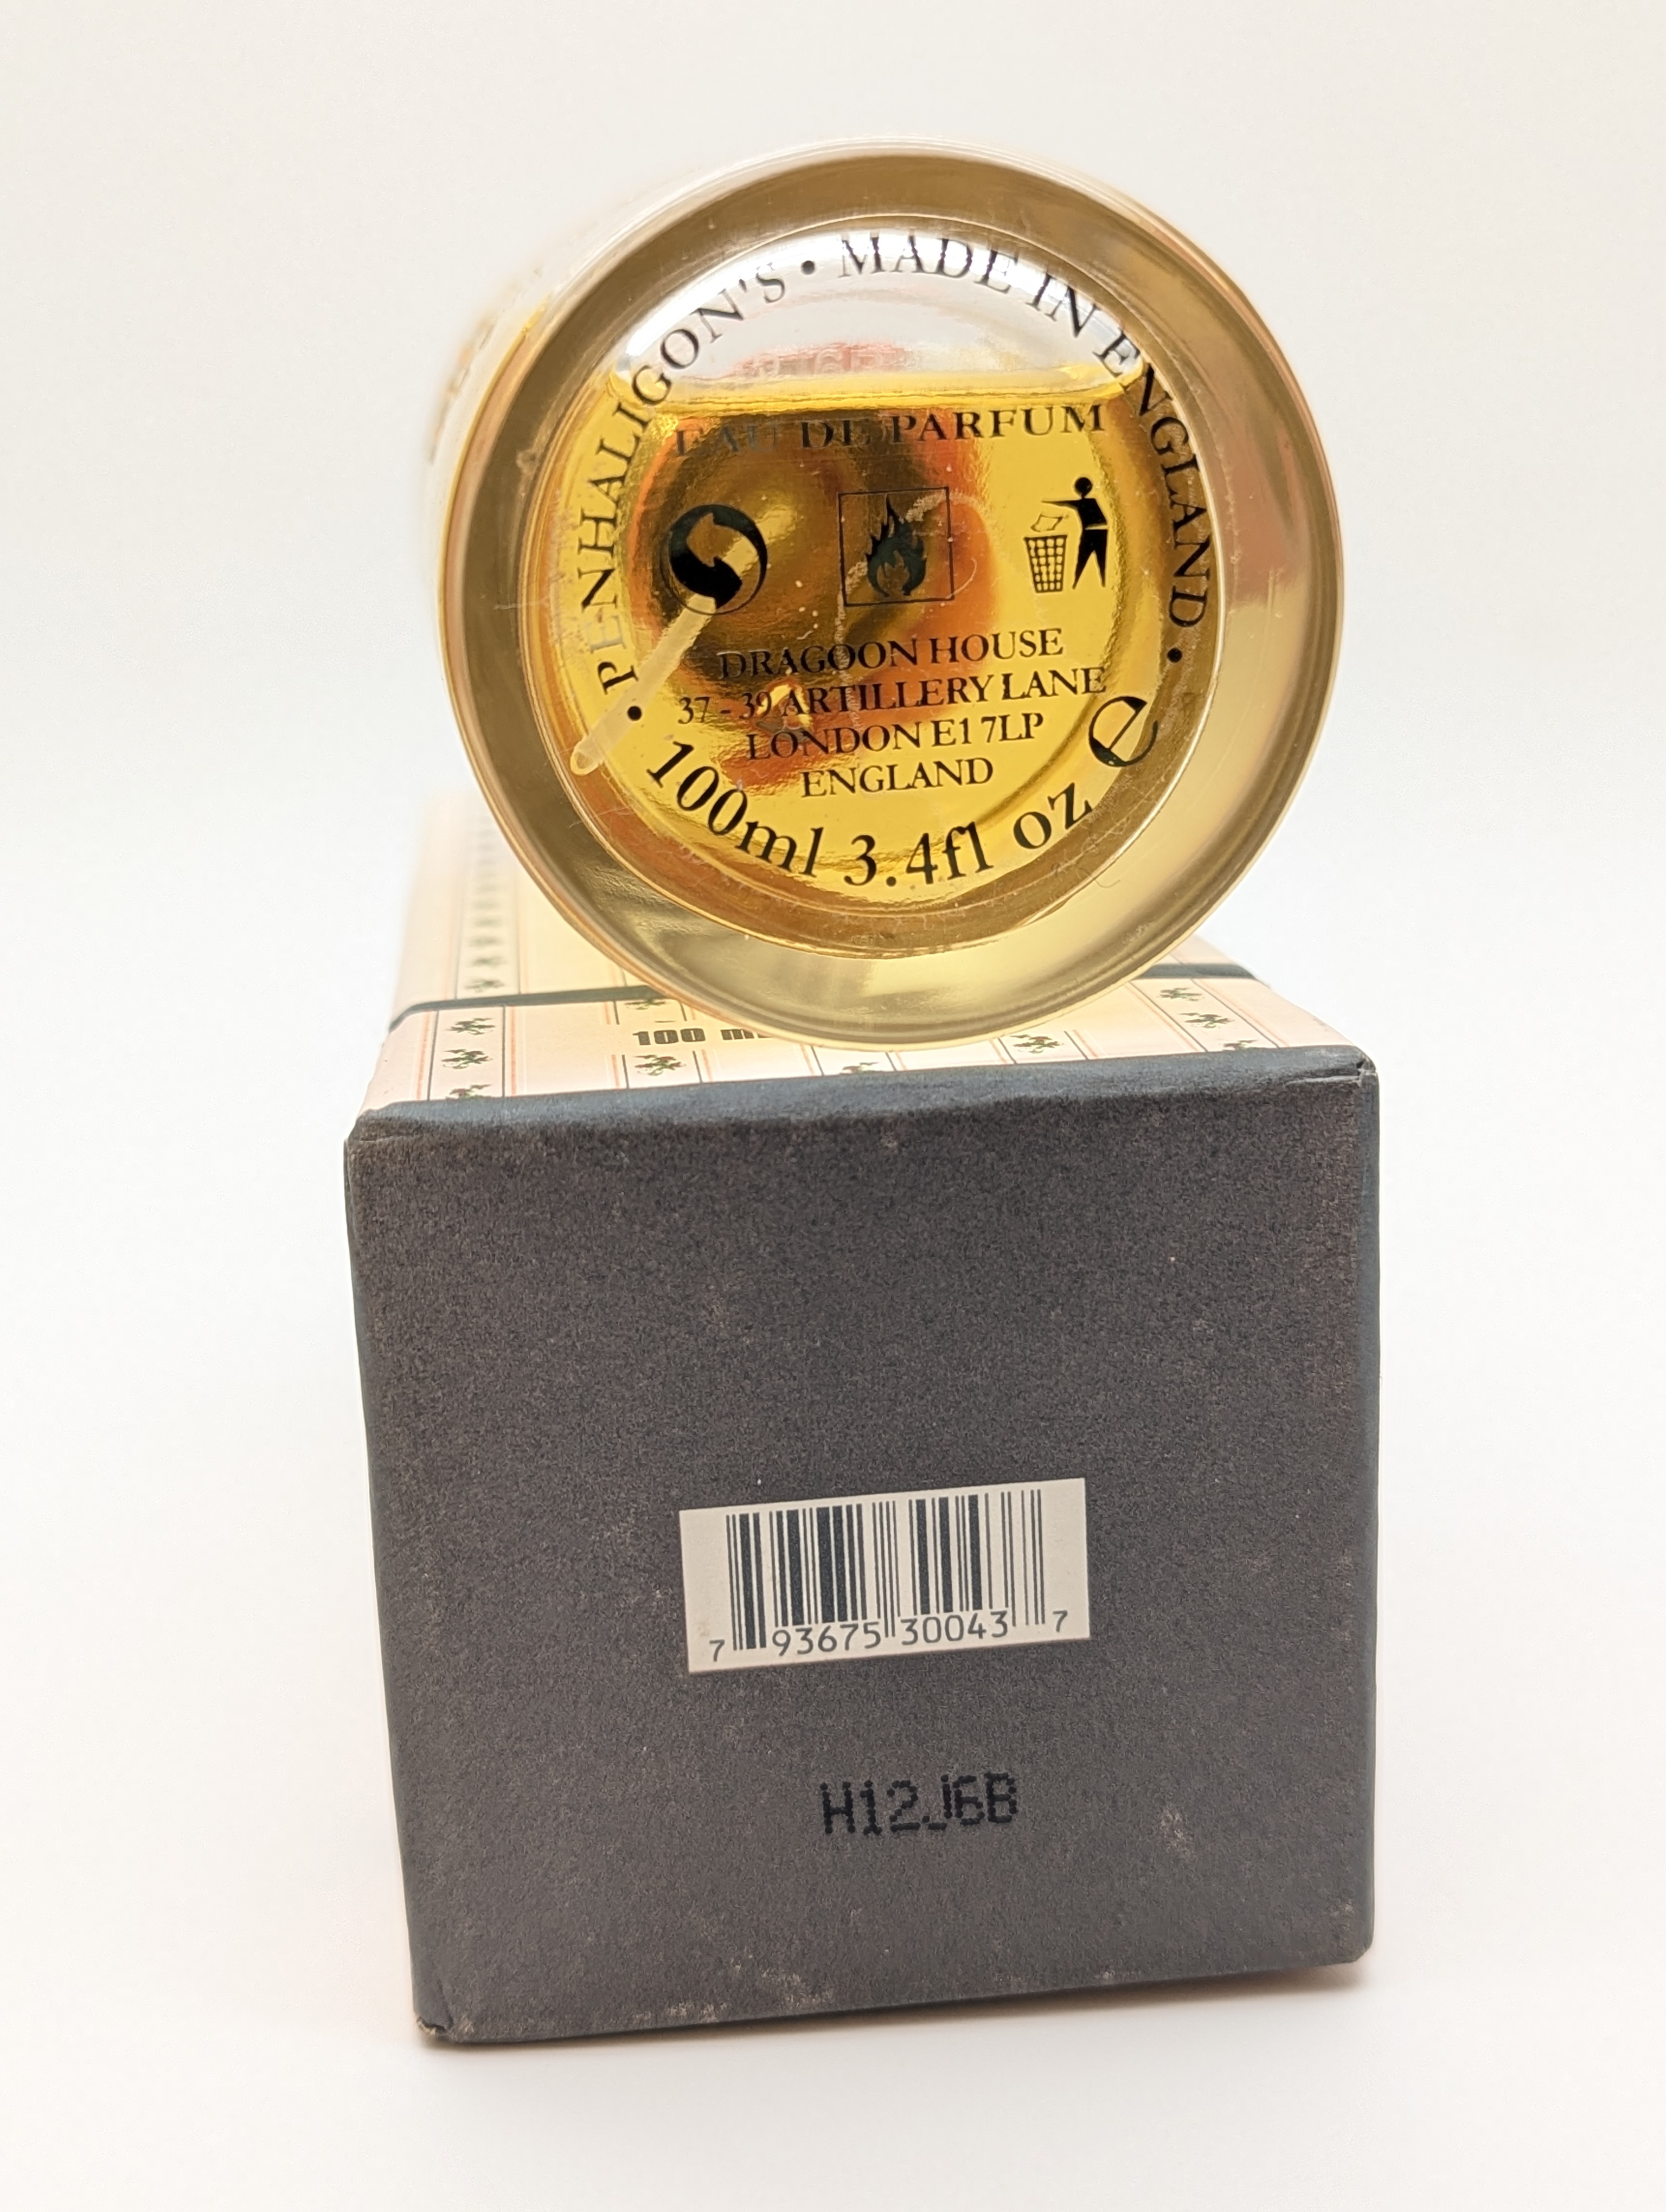 PENHALIGON'S • MADE IN ENGLAND •
EAU DE PARFUM
DRAGOON HOUSE
37 - 39 ARTILLERY LANE
LONDON E1 7LP
ENGLAND
• 100ml 3.4fl oz e
100
7 93675 30043 7
H12J6B